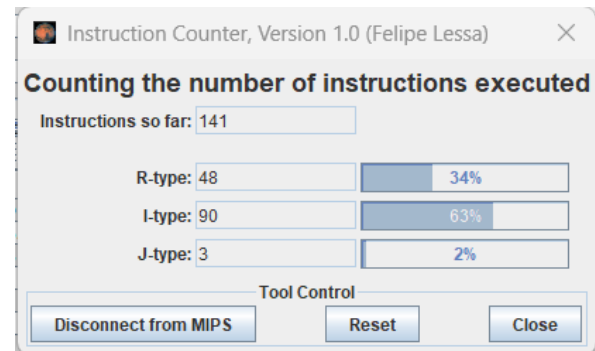 Instruction Counter, Version 1.0 (Felipe Lessa)
Counting the number of instructions executed
Instructions so far: 141
R-type: 48 34%
I-type: 90 63%
J-type: 3 2%
Tool Control
Disconnect from MIPS Reset Close